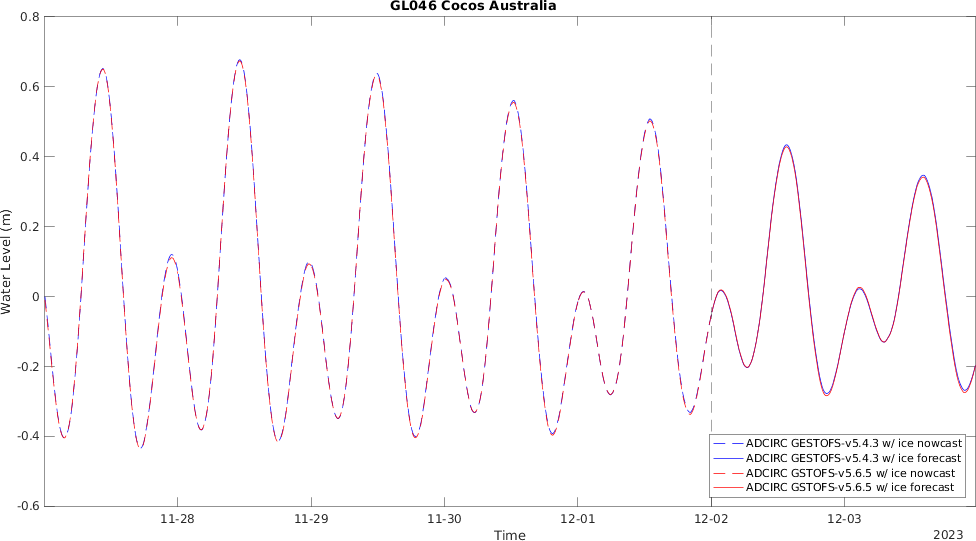 GL046 Cocos Australia
0.8
0.6
0.4
0.2
0
-0.2
-0.4
-0.6
Water Level (m)
11-28 11-29 11-30 12-01 12-02 12-03
Time
2023
ADCIRC GESTOFS-v5.4.3 w/ ice nowcast
ADCIRC GESTOFS-v5.4.3 w/ ice forecast
ADCIRC GSTOFS-v5.6.5 w/ ice nowcast
ADCIRC GSTOFS-v5.6.5 w/ ice forecast